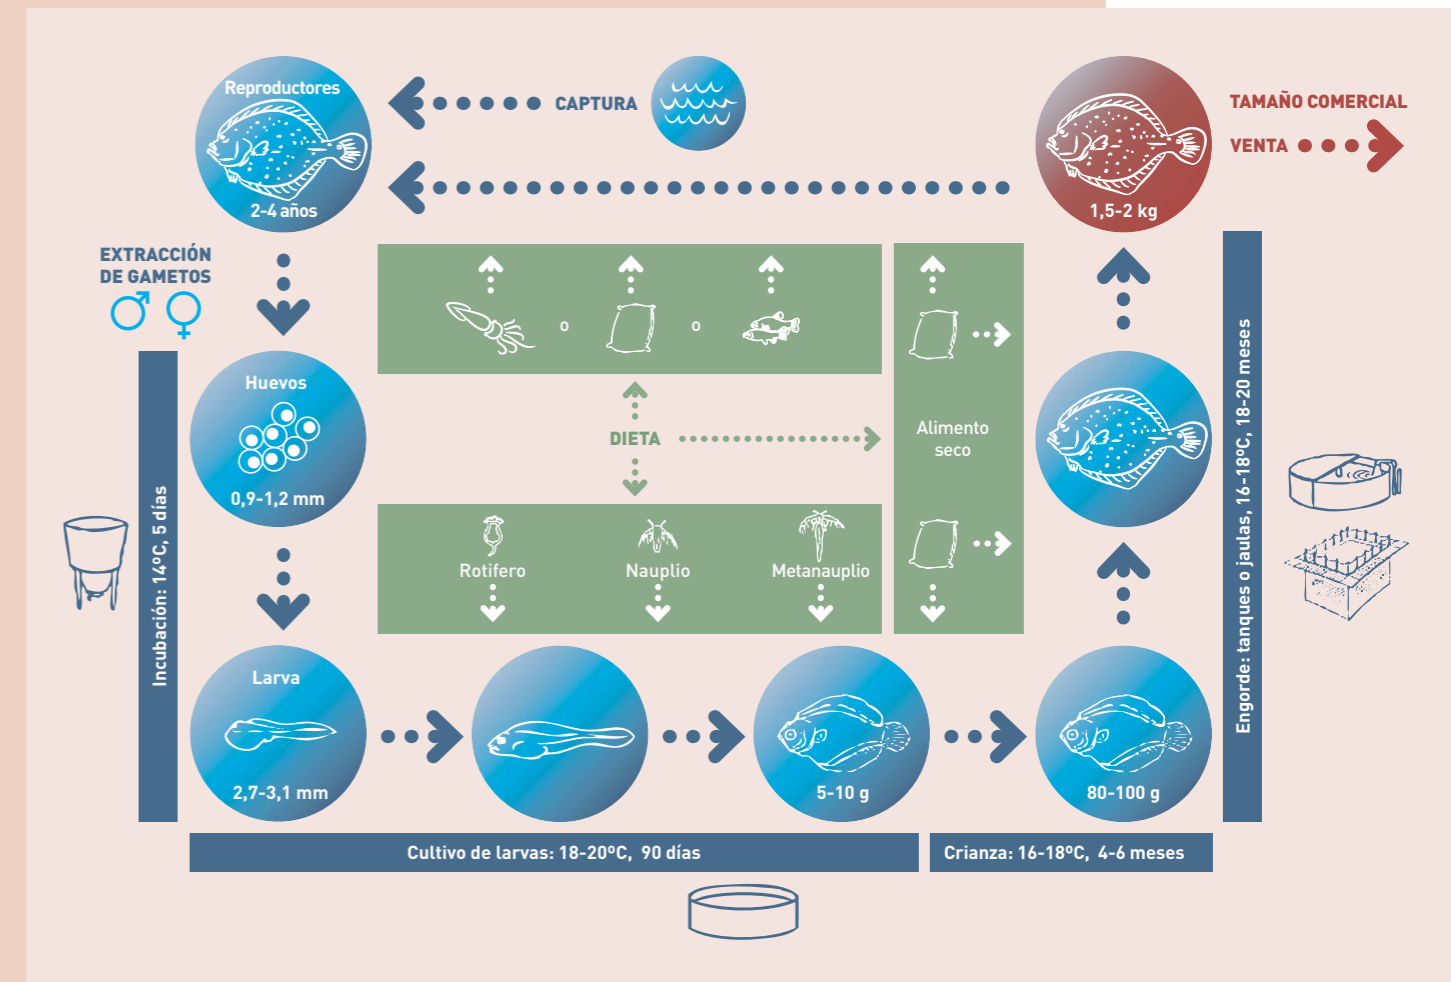 Reproductores
2-4 años
CAPTURA
TAMAÑO COMERCIAL
VENTA
1,5-2 kg
EXTRACCIÓN
DE GAMETOS
o
o
Huevos
0,9-1,2 mm
DIETA
Alimento
seco
Incubación: 14ºC, 5 días
Engorde: tanques o jaulas, 16-18ºC, 18-20 meses
Rotifero
Nauplio
Metanauplio
Larva
2,7-3,1 mm
5-10 g
80-100 g
Cultivo de larvas: 18-20ºC, 90 días
Crianza: 16-18ºC, 4-6 meses